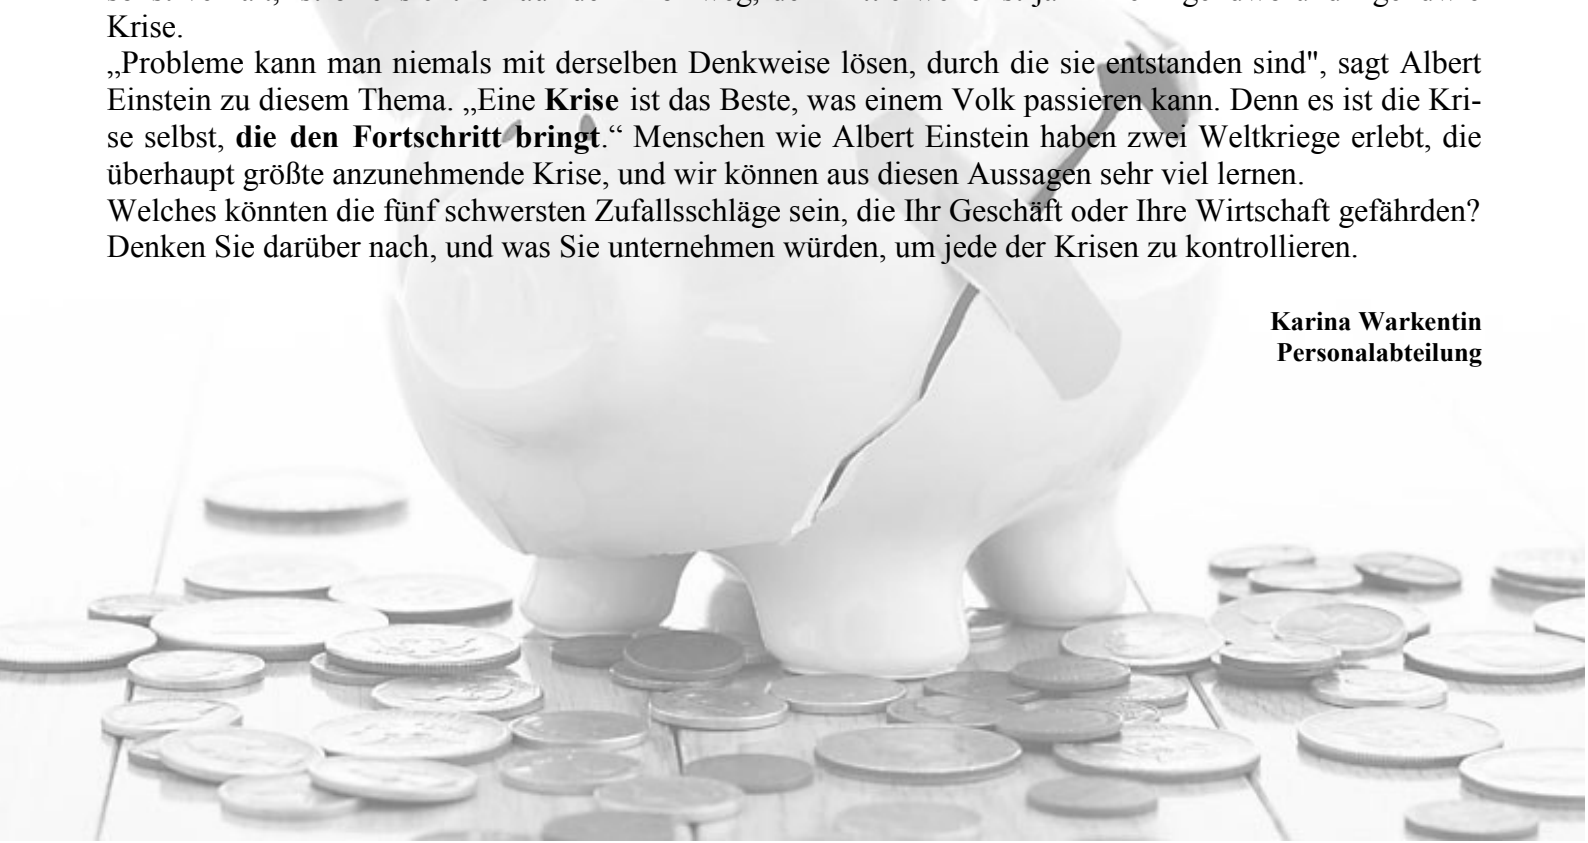 Krise.
„Probleme kann man niemals mit derselben Denkweise lösen, durch die sie entstanden sind", sagt Albert
Einstein zu diesem Thema. „Eine Krise ist das Beste, was einem Volk passieren kann. Denn es ist die Kri-
se selbst, die den Fortschritt bringt.“ Menschen wie Albert Einstein haben zwei Weltkriege erlebt, die
überhaupt größte anzunehmende Krise, und wir können aus diesen Aussagen sehr viel lernen.
Welches könnten die fünf schwersten Zufallsschläge sein, die Ihr Geschäft oder Ihre Wirtschaft gefährden?
Denken Sie darüber nach, und was Sie unternehmen würden, um jede der Krisen zu kontrollieren.
Karina Warkentin
Personalabteilung